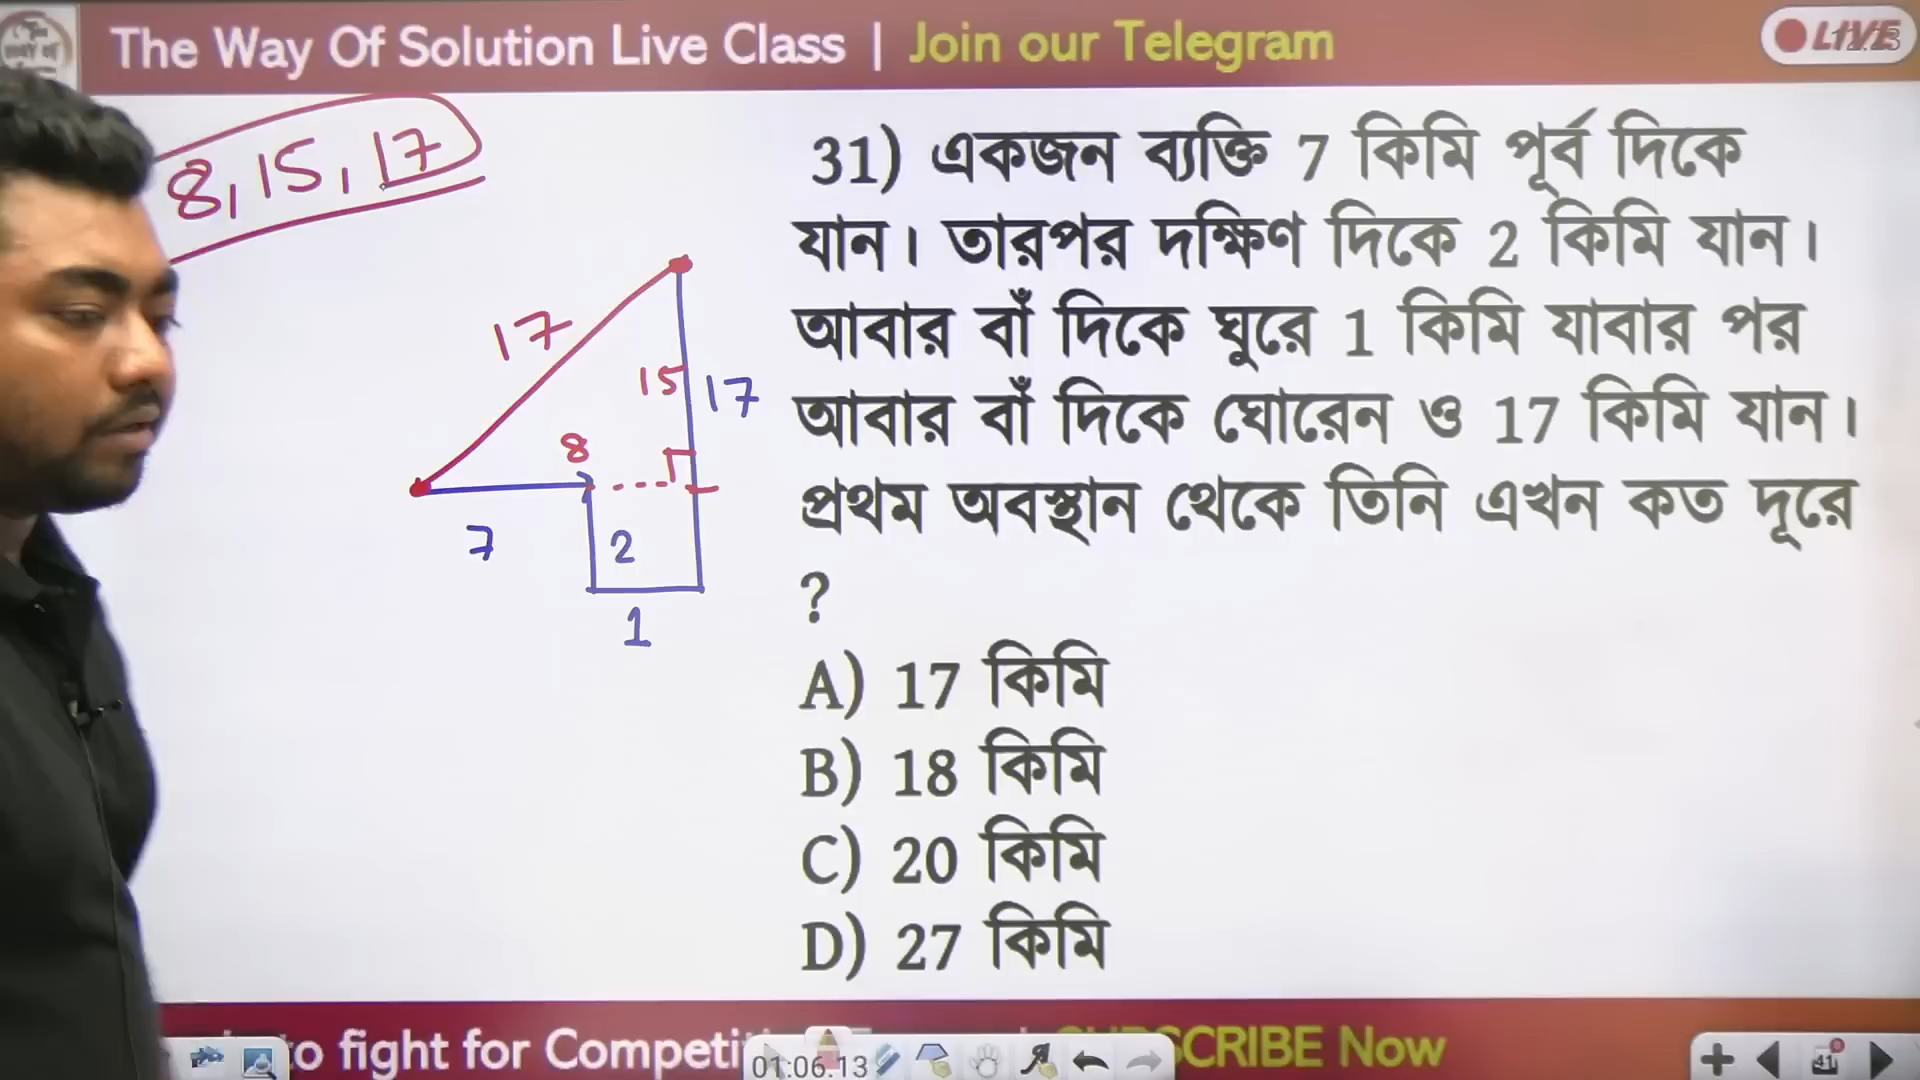 The Way Of Solution Live Class | Join our Telegram
LIVE
8, 15, 17
31) একজন ব্যক্তি 7 কিমি পূর্ব দিকে
যান। তারপর দক্ষিণ দিকে 2 কিমি যান।
আবার বাঁ দিকে ঘুরে 1 কিমি যাবার পর
আবার বাঁ দিকে ঘোরেন ও 17 কিমি যান।
প্রথম অবস্থান থেকে তিনি এখন কত দূরে
?
A) 17 কিমি
B) 18 কিমি
C) 20 কিমি
D) 27 কিমি
17
15
17
8
7
2
1
to fight for
Now
01:06.13
41